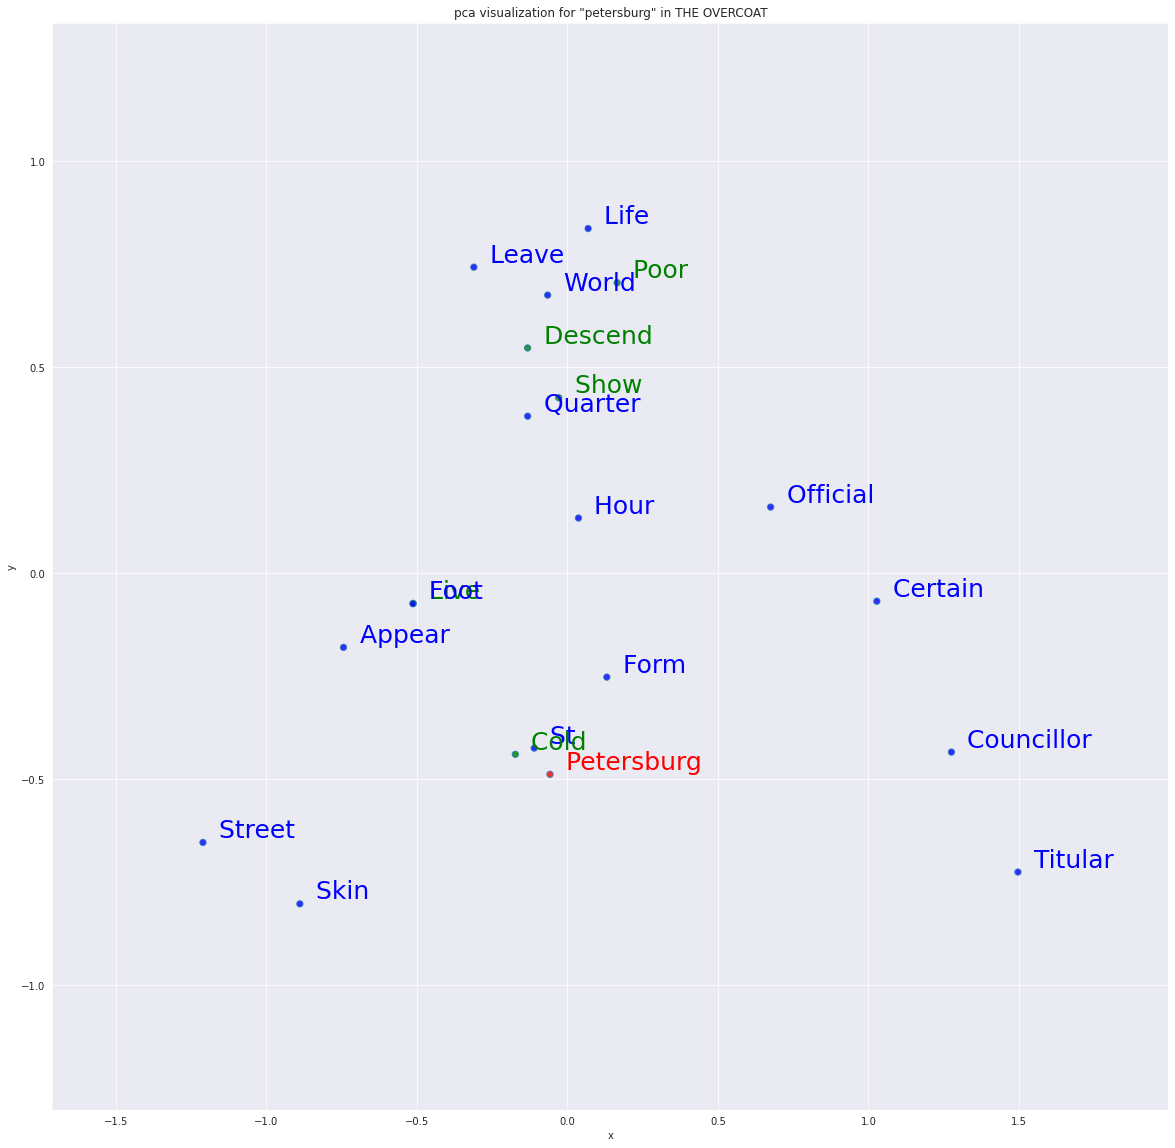 pca visualization for "petersburg" in THE OVERCOAT
Life
Leave
Poor
World
Descend
Show
Quarter
Official
Hour
Certain
Foot
Live
Appear
Form
St
Cold
Councillor
Petersburg
Street
Titular
Skin
1.0
0.5
0.0
−0.5
−1.0
y
−1.5
−1.0
−0.5
0.0
0.5
1.0
1.5
x